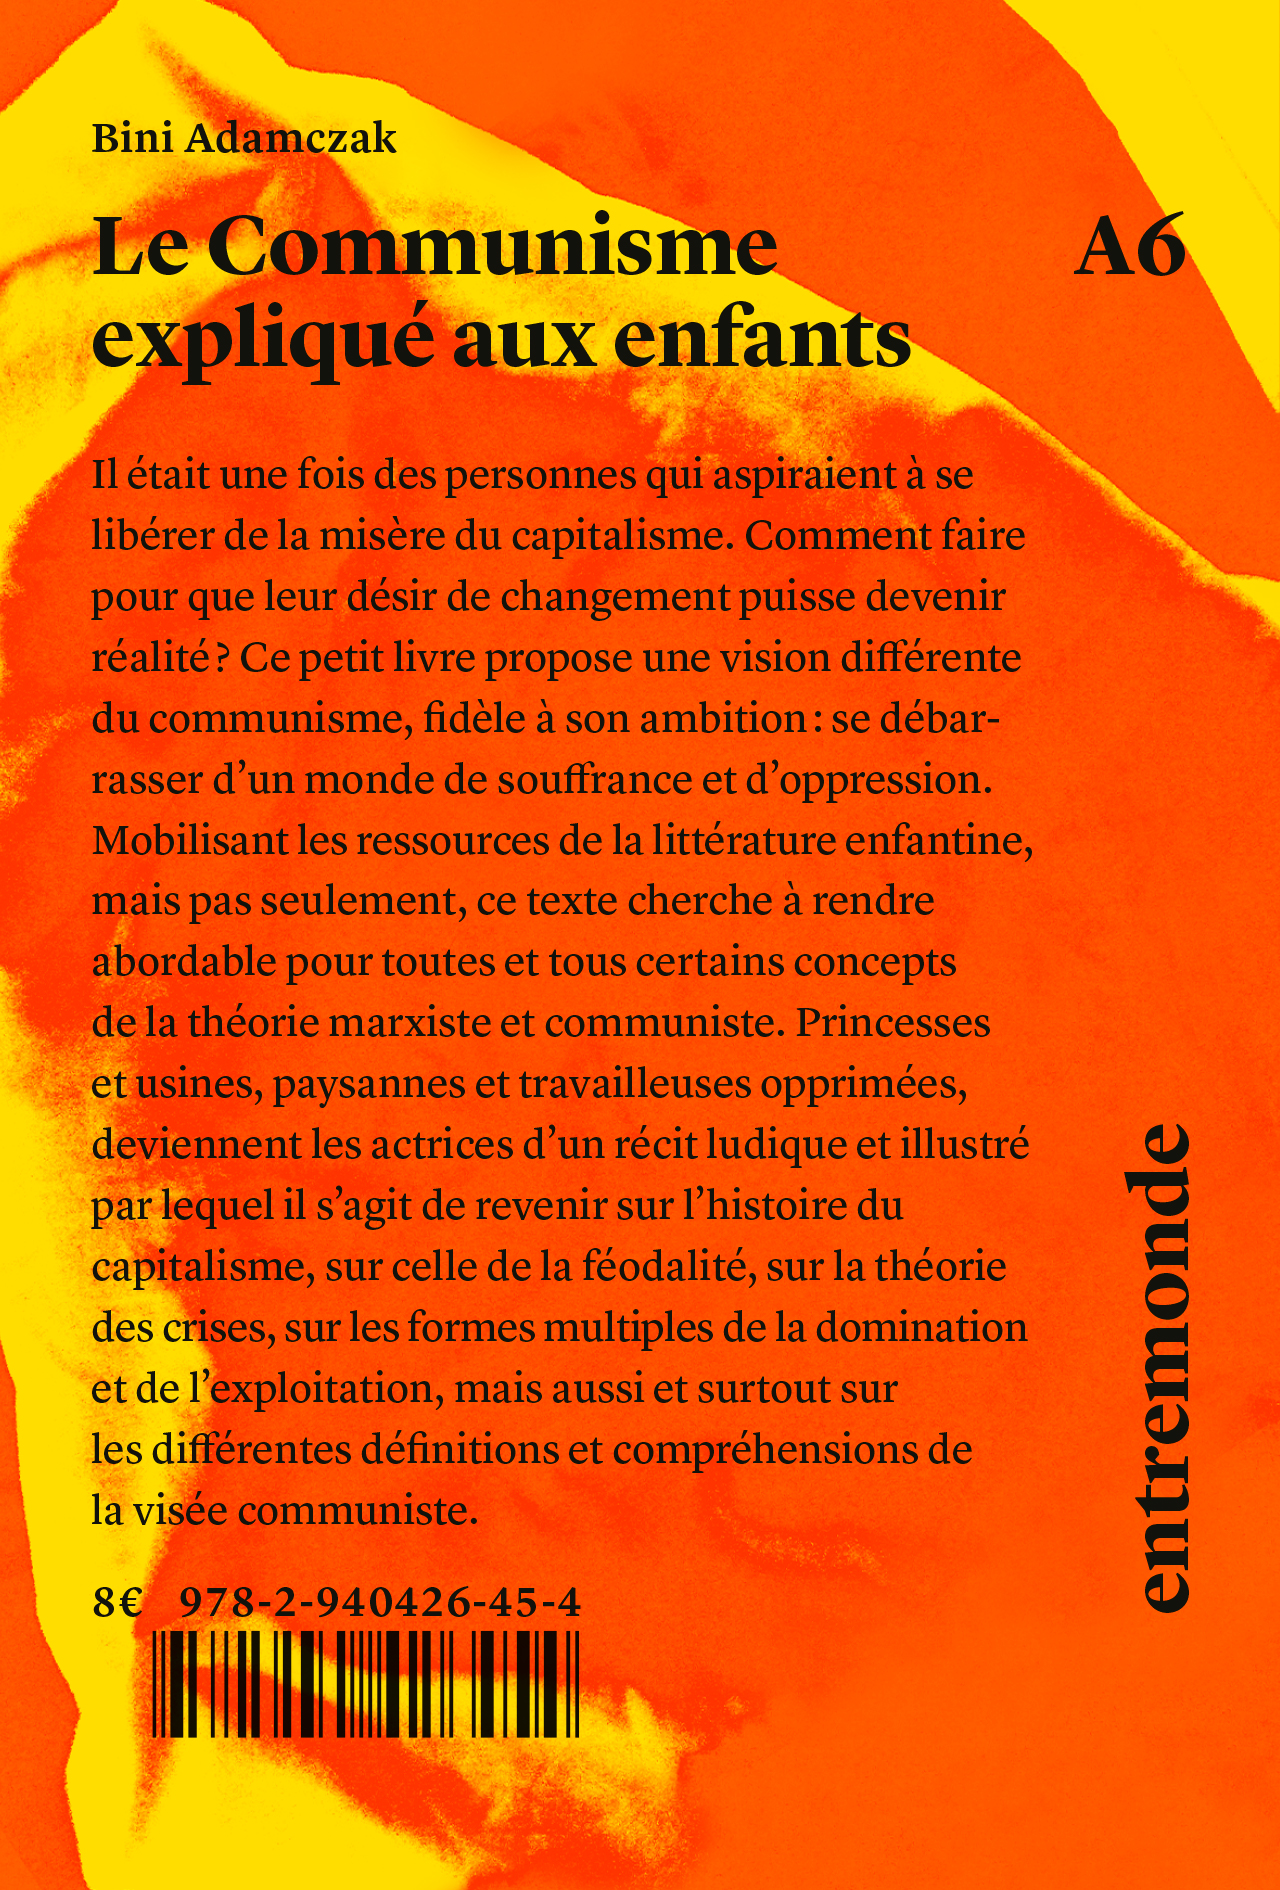 Bini Adamczak
Le Communisme
expliqué aux enfants
A6
Il était une fois des personnes qui aspiraient à se
libérer de la misère du capitalisme. Comment faire
pour que leur désir de changement puisse devenir
réalité ? Ce petit livre propose une vision différente
du communisme, fidèle à son ambition : se débar-
rasser d’un monde de souffrance et d’oppression.
Mobilisant les ressources de la littérature enfantine,
mais pas seulement, ce texte cherche à rendre
abordable pour toutes et tous certains concepts
de la théorie marxiste et communiste. Princesses
et usines, paysannes et travailleuses opprimées,
deviennent les actrices d’un récit ludique et illustré
par lequel il s’agit de revenir sur l’histoire du
capitalisme, sur celle de la féodalité, sur la théorie
des crises, sur les formes multiples de la domination
et de l’exploitation, mais aussi et surtout sur
les différentes définitions et compréhensions de
la visée communiste.
8€ 978-2-940426-45-4
entremonde